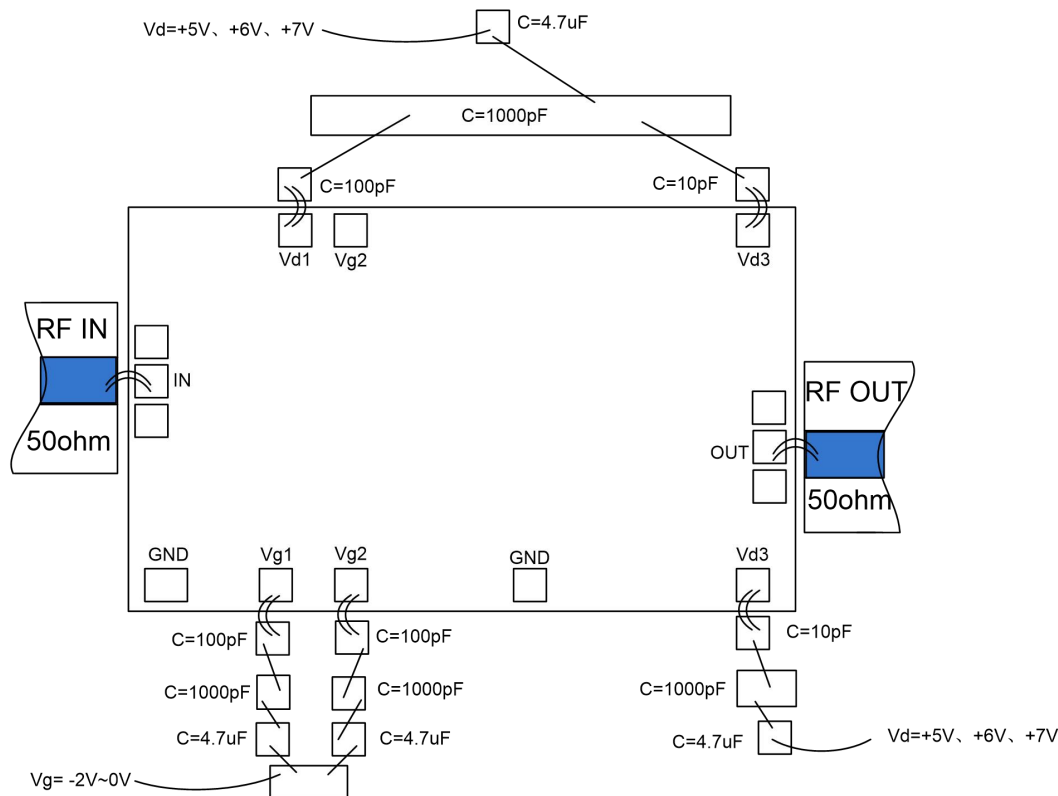 Vd=+5V、+6V、+7V
C=4.7uF
C=1000pF
C=100pF
C=10pF
Vd1
Vg2
Vd3
RF IN
IN
50ohm
RF OUT
OUT
50ohm
GND
Vg1
Vg2
GND
Vd3
C=100pF
C=100pF
C=10pF
C=1000pF
C=1000pF
C=1000pF
C=4.7uF
C=4.7uF
C=4.7uF
Vd=+5V、+6V、+7V
Vg= -2V~0V